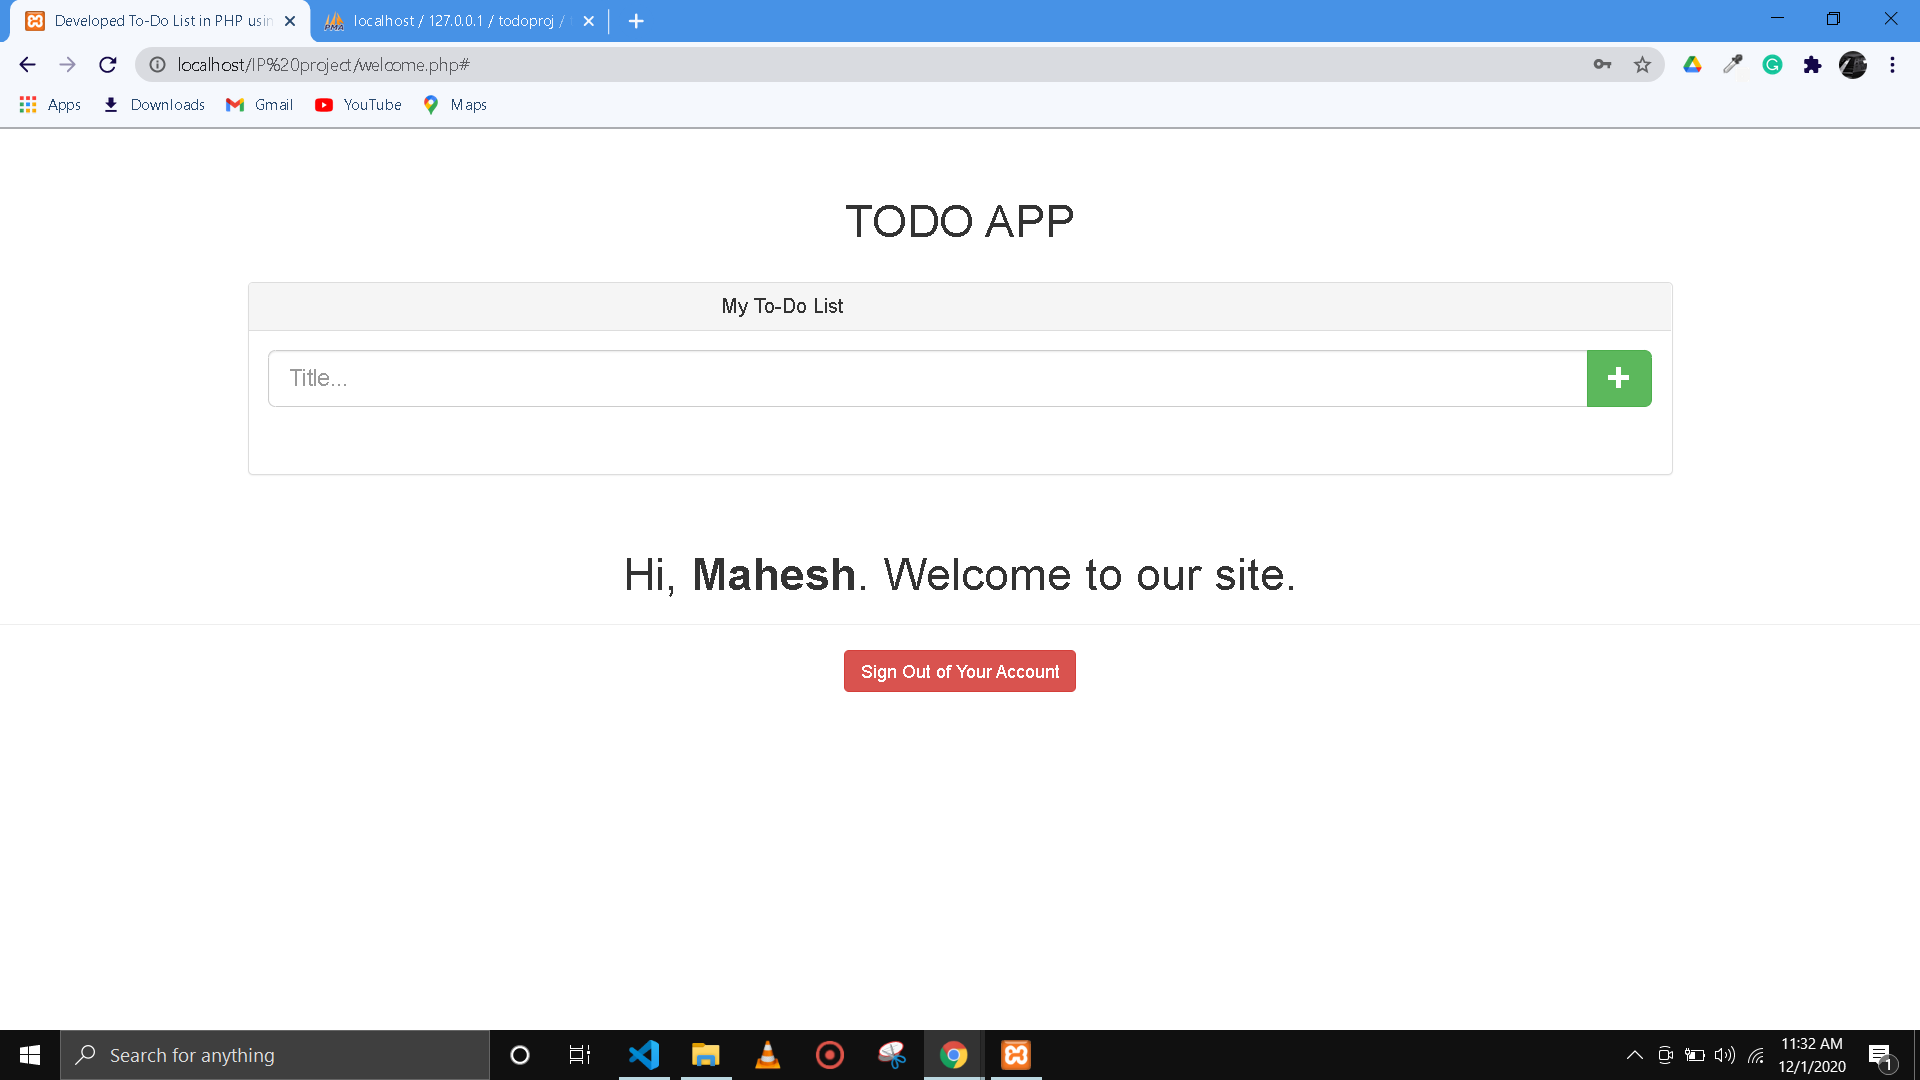 Developed To-Do List in PHP usin
localhost / 127.0.0.1 / todoproj /
localhost/IP%20project/welcome.php#
Apps
Downloads
Gmail
YouTube
Maps
TODO APP
My To-Do List
Title...
Hi, Mahesh. Welcome to our site.
Sign Out of Your Account
Search for anything
11:32 AM
12/1/2020
1